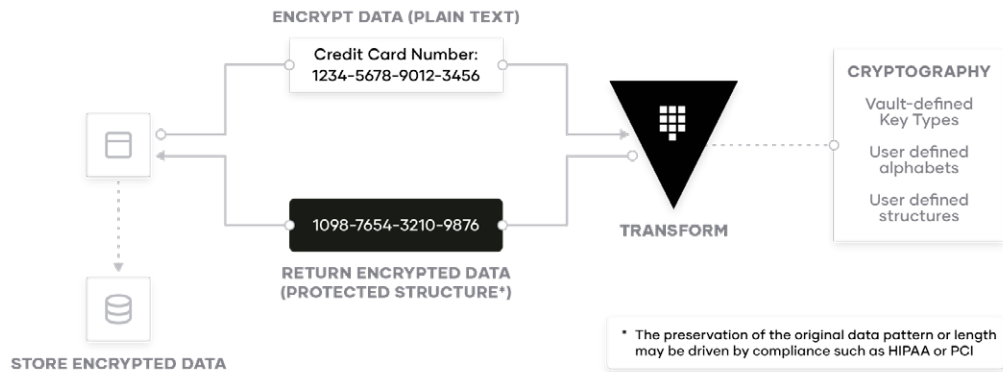 ENCRYPT DATA (PLAIN TEXT)
Credit Card Number:
1234-5678-9012-3456
1098-7654-3210-9876
RETURN ENCRYPTED DATA
(PROTECTED STRUCTURE*)
STORE ENCRYPTED DATA
TRANSFORM
CRYPTOGRAPHY
Vault-defined
Key Types
User defined
alphabets
User defined
structures
* The preservation of the original data pattern or length
may be driven by compliance such as HIPAA or PCI